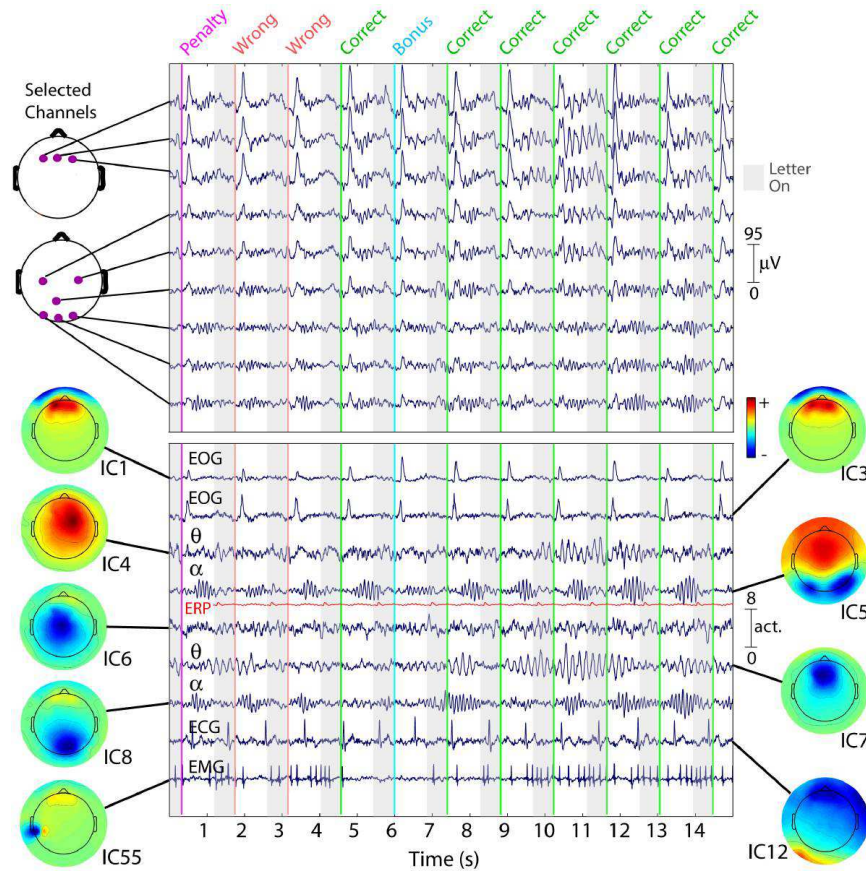 Penalty
Wrong
Wrong
Correct
Bonus
Correct
Correct
Correct
Correct
Correct
Correct
Selected
Channels
Letter
On
95
μV
0
+
-
IC1
IC4
IC6
IC8
IC55
EOG
EOG
θ
α
ERP
θ
α
ECG
EMG
IC3
IC5
8
act.
0
IC7
IC12
1 2 3 4 5 6 7 8 9 10 11 12 13 14
Time (s)